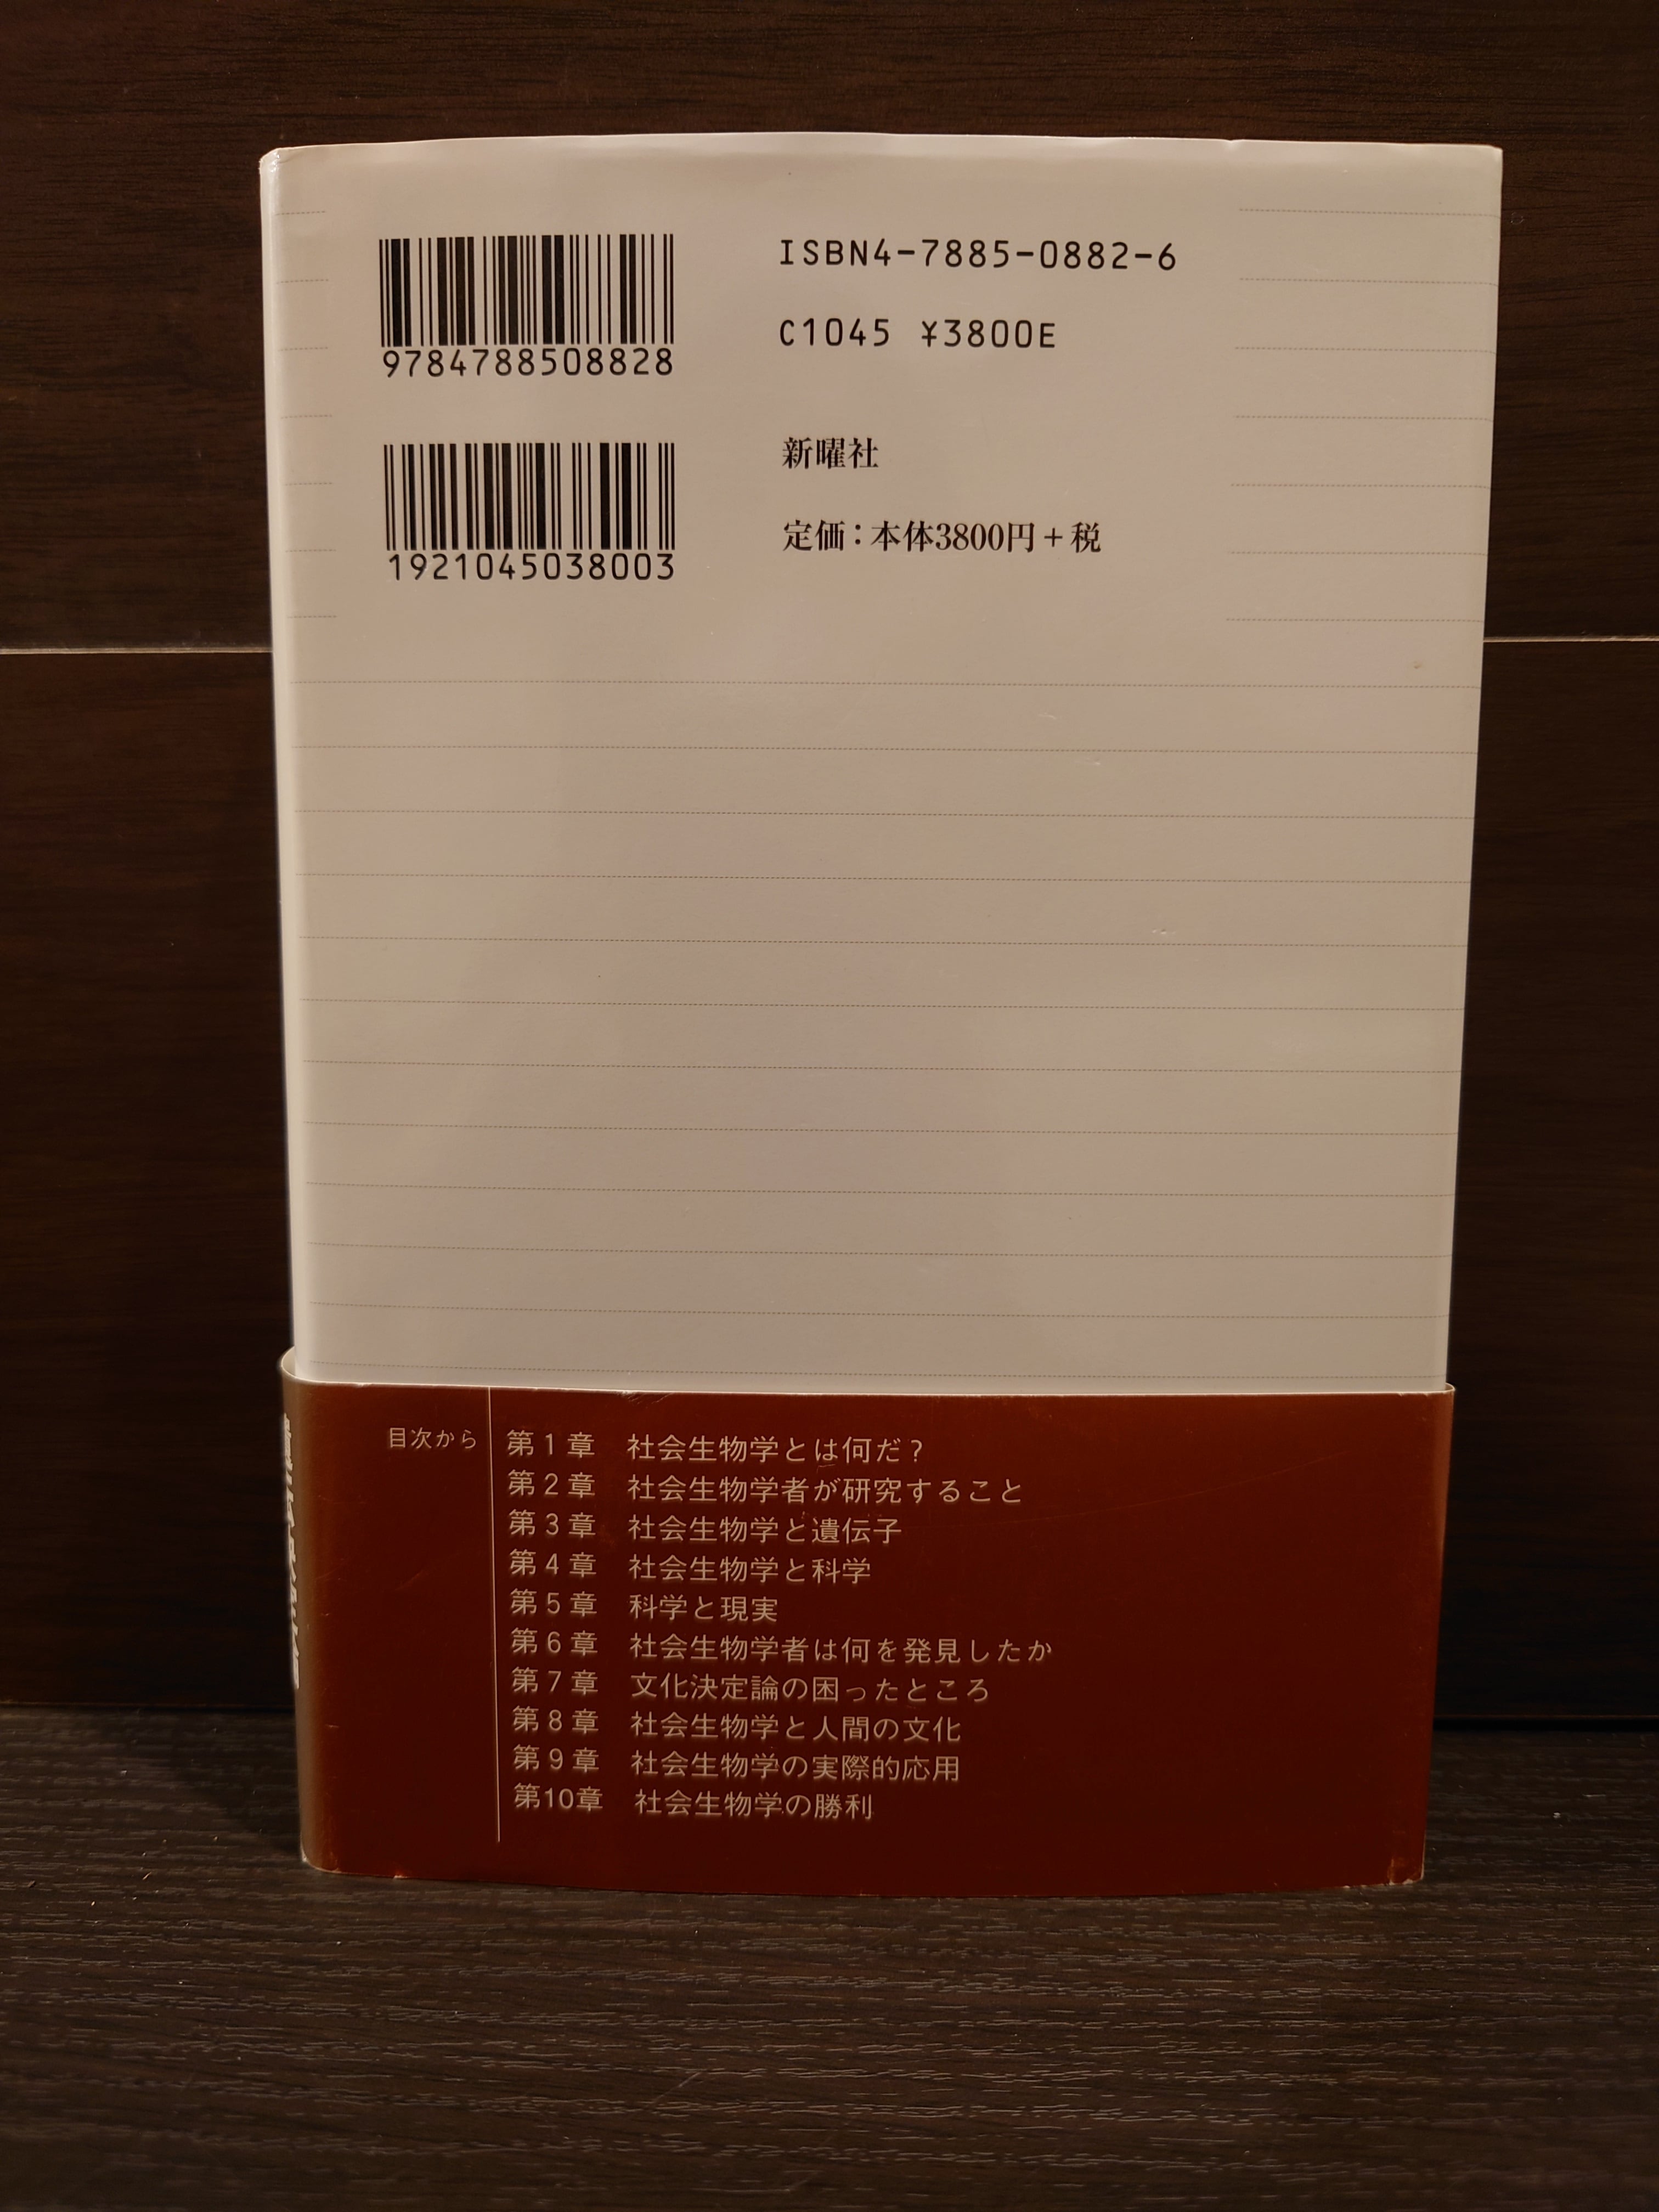 9784788508828
ISBN4-7885-0882-6
C1045 ¥3800E
1921045038003
新曜社
定価:本体3800円+税
目次から
第1章 社会生物学とは何だ?
第2章 社会生物学者が研究すること
第3章 社会生物学と遺伝子
第4章 社会生物学と科学
第5章 科学と現実
第6章 社会生物学者は何を発見したか
第7章 文化決定論の困ったところ
第8章 社会生物学と人間の文化
第9章 社会生物学の実際的応用
第10章 社会生物学の勝利